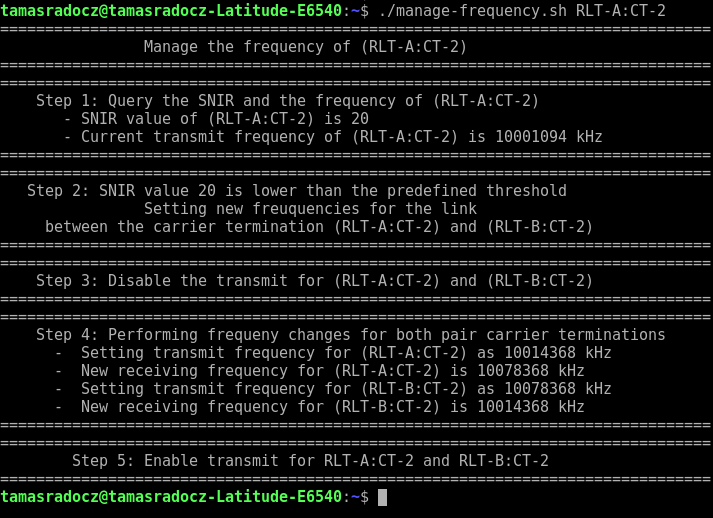 tamasradocz@tamasradocz-Latitude-E6540:~$ ./manage-frequency.sh RLT-A:CT-2
===============================================================================
Manage the frequency of (RLT-A:CT-2)
===============================================================================
===============================================================================
Step 1: Query the SNIR and the frequency of (RLT-A:CT-2)
- SNIR value of (RLT-A:CT-2) is 20
- Current transmit frequency of (RLT-A:CT-2) is 10001094 kHz
===============================================================================
===============================================================================
Step 2: SNIR value 20 is lower than the predefined threshold
Setting new freuquencies for the link
between the carrier termination (RLT-A:CT-2) and (RLT-B:CT-2)
===============================================================================
===============================================================================
Step 3: Disable the transmit for (RLT-A:CT-2) and (RLT-B:CT-2)
===============================================================================
===============================================================================
Step 4: Performing frequeny changes for both pair carrier terminations
- Setting transmit frequency for (RLT-A:CT-2) as 10014368 kHz
- New receiving frequency for (RLT-A:CT-2) is 10078368 kHz
- Setting transmit frequency for (RLT-B:CT-2) as 10078368 kHz
- New receiving frequency for (RLT-B:CT-2) is 10014368 kHz
===============================================================================
===============================================================================
Step 5: Enable transmit for RLT-A:CT-2 and RLT-B:CT-2
===============================================================================
tamasradocz@tamasradocz-Latitude-E6540:~$